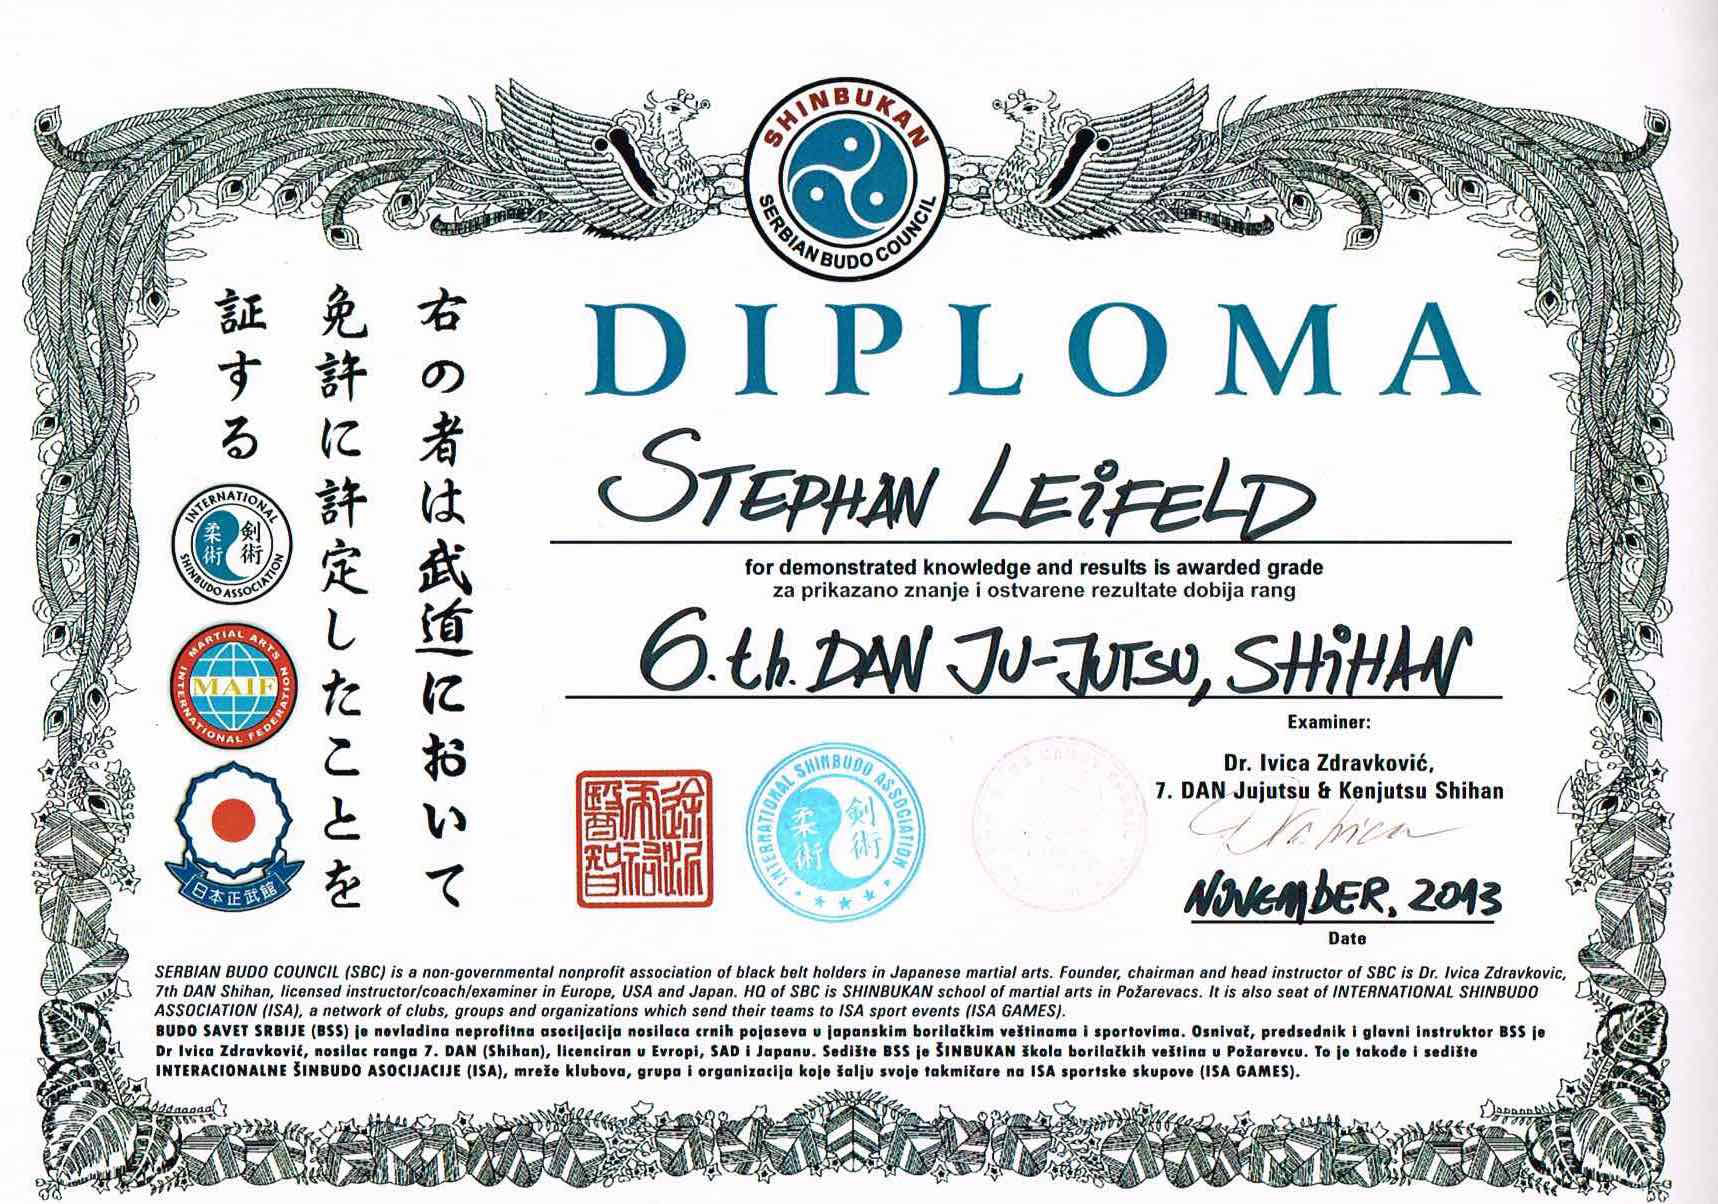 SHINBUKAN
SERBIAN BUDO COUNCIL
DIPLOMA
右の者は武道において
免許に許定したことを
証する
STEPHAN LEIFELD
for demonstrated knowledge and results is awarded grade
za prikazano znanje i ostvarene rezultate dobija rang
6.th. DAN JU-JUTSU, SHIHAN
INTERNATIONAL
柔術 剣術
SHINBUDO ASSOCIATION
MARTIAL ARTS
MAIF
INTERNATIONAL FEDERATION
日本正武館
INTERNATIONAL SHINBUDO ASSOCIATION
柔術 剣術
Examiner:
Dr. Ivica Zdravković,
7. DAN Jujutsu & Kenjutsu Shihan
NOVEMBER, 2013
Date
SERBIAN BUDO COUNCIL (SBC) is a non-governmental nonprofit association of black belt holders in Japanese martial arts. Founder, chairman and head instructor of SBC is Dr. Ivica Zdravkovic,
7th DAN Shihan, licensed instructor/coach/examiner in Europe, USA and Japan. HQ of SBC is SHINBUKAN school of martial arts in Požarevacs. It is also seat of INTERNATIONAL SHINBUDO
ASSOCIATION (ISA), a network of clubs, groups and organizations which send their teams to ISA sport events (ISA GAMES).
BUDO SAVET SRBIJE (BSS) je nevladina neprofitna asocijacija nosilaca crnih pojaseva u japanskim borilačkim veštinama i sportovima. Osnivač, predsednik i glavni instruktor BSS je
Dr Ivica Zdravković, nosilac ranga 7. DAN (Shihan), licenciran u Evropi, SAD i Japanu. Sedište BSS je ŠINBUKAN škola borilačkih veština u Požarevcu. To je takođe i sedište
INTERACIONALNE ŠINBUDO ASOCIJACIJE (ISA), mreže klubova, grupa i organizacija koje šalju svoje takmičare na ISA sportske skupove (ISA GAMES).